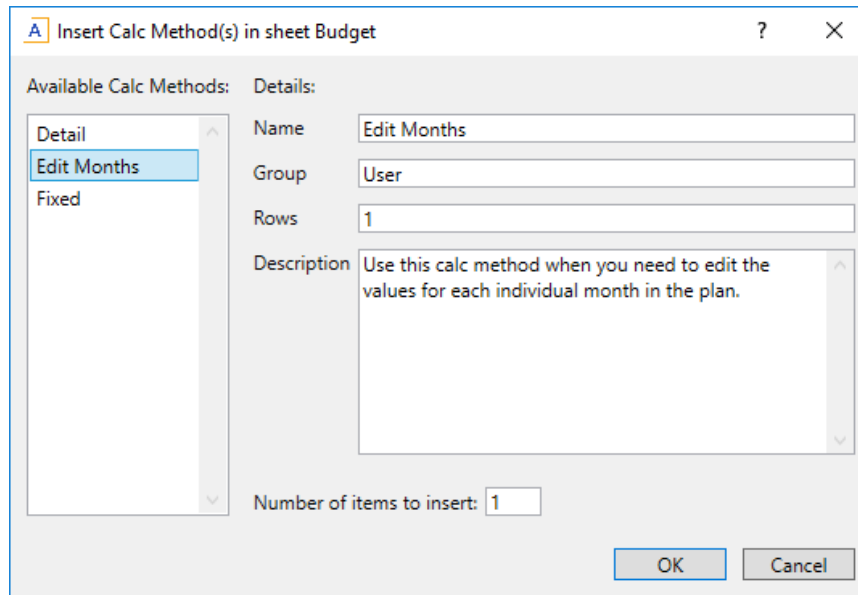 A Insert Calc Method(s) in sheet Budget ?
Available Calc Methods: Details:
Detail
Edit Months
Fixed
Name Edit Months
Group User
Rows 1
Description Use this calc method when you need to edit the
values for each individual month in the plan.
Number of items to insert: 1
OK Cancel